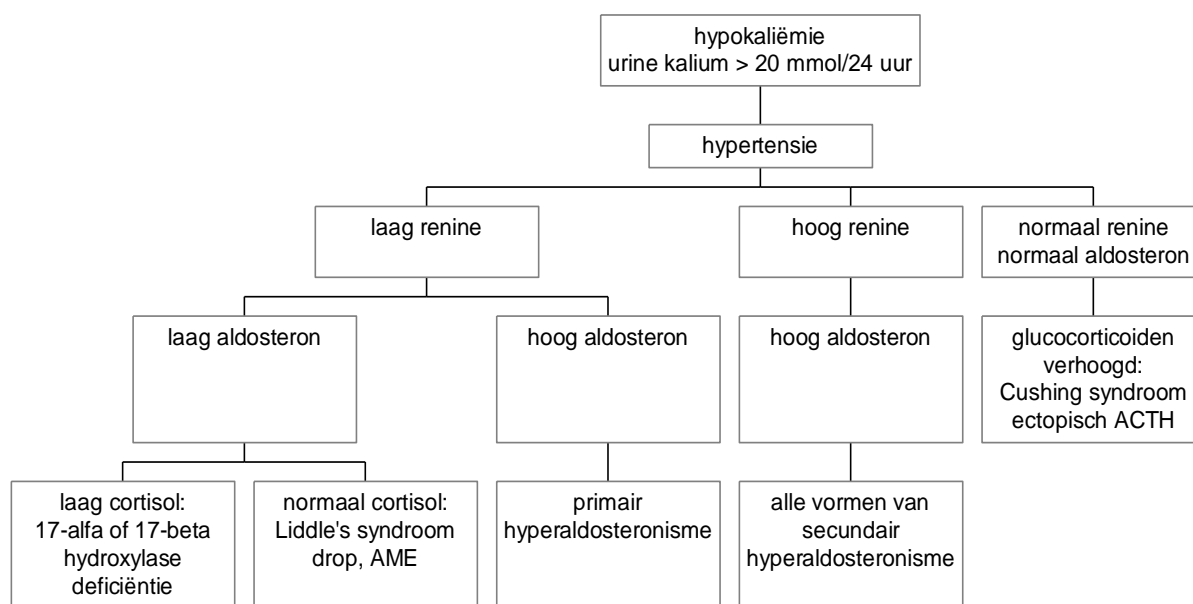 hypokaliëmie
urine kalium > 20 mmol/24 uur
hypertensie
laag renine
hoog renine
normaal renine
normaal aldosteron
laag aldosteron
hoog aldosteron
hoog aldosteron
glucocorticoiden
verhoogd:
Cushing syndroom
ectopisch ACTH
laag cortisol:
17-alfa of 17-beta
hydroxylase
deficiëntie
normaal cortisol:
Liddle's syndroom
drop, AME
primair
hyperaldosteronisme
alle vormen van
secundair
hyperaldosteronisme